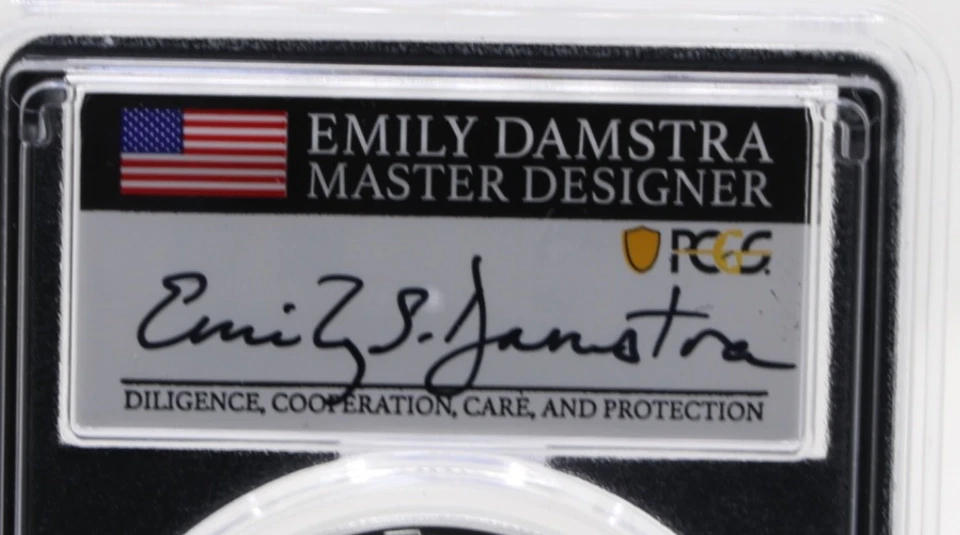 EMILY DAMSTRA
MASTER DESIGNER
PCGS
Emily S. Damstra
DILIGENCE, COOPERATION, CARE, AND PROTECTION